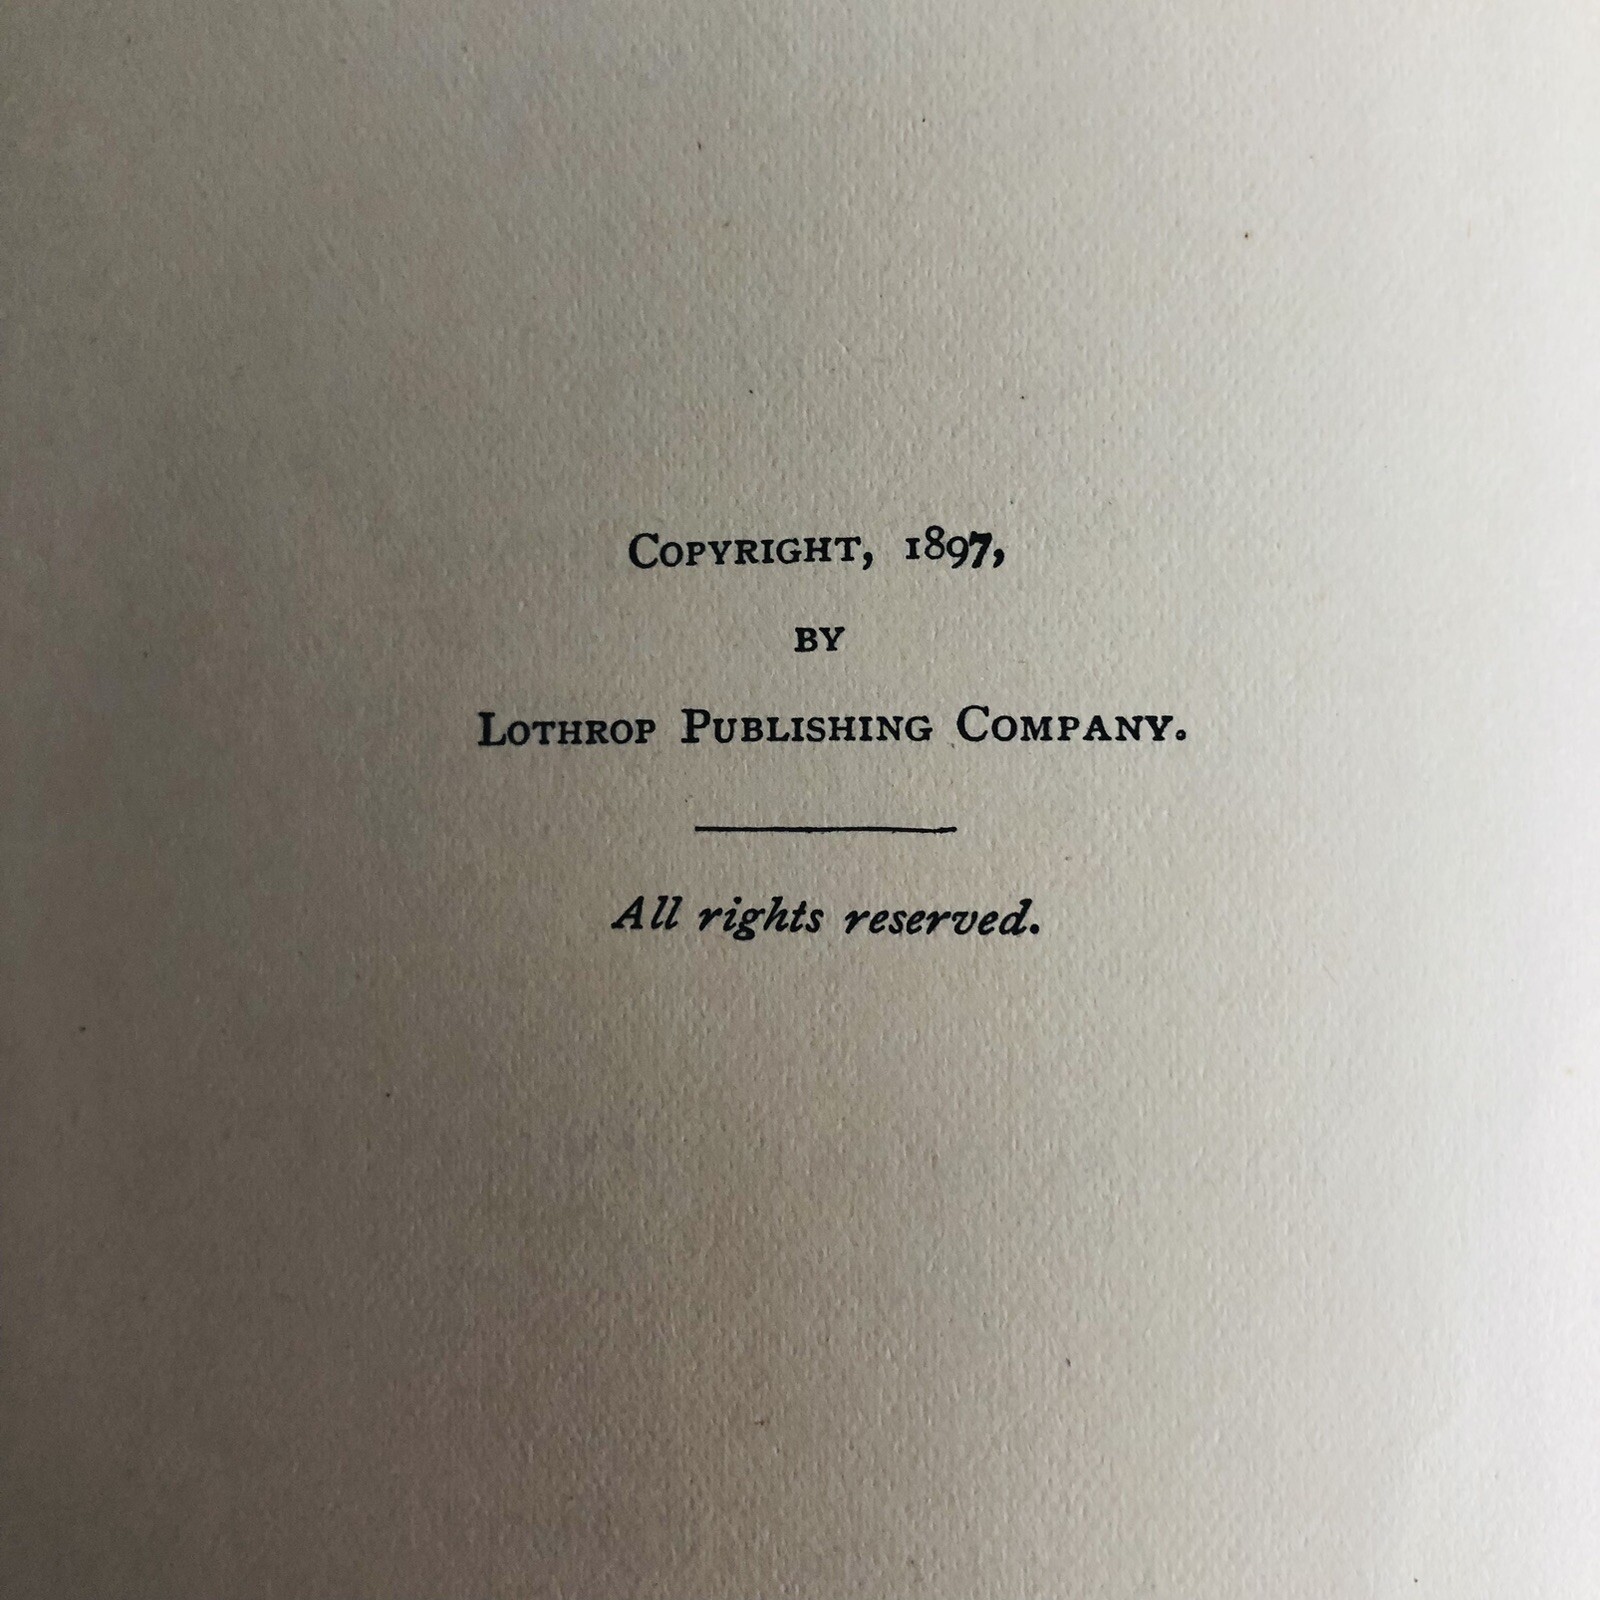 Copyright, 1897,
by
Lothrop Publishing Company.
All rights reserved.